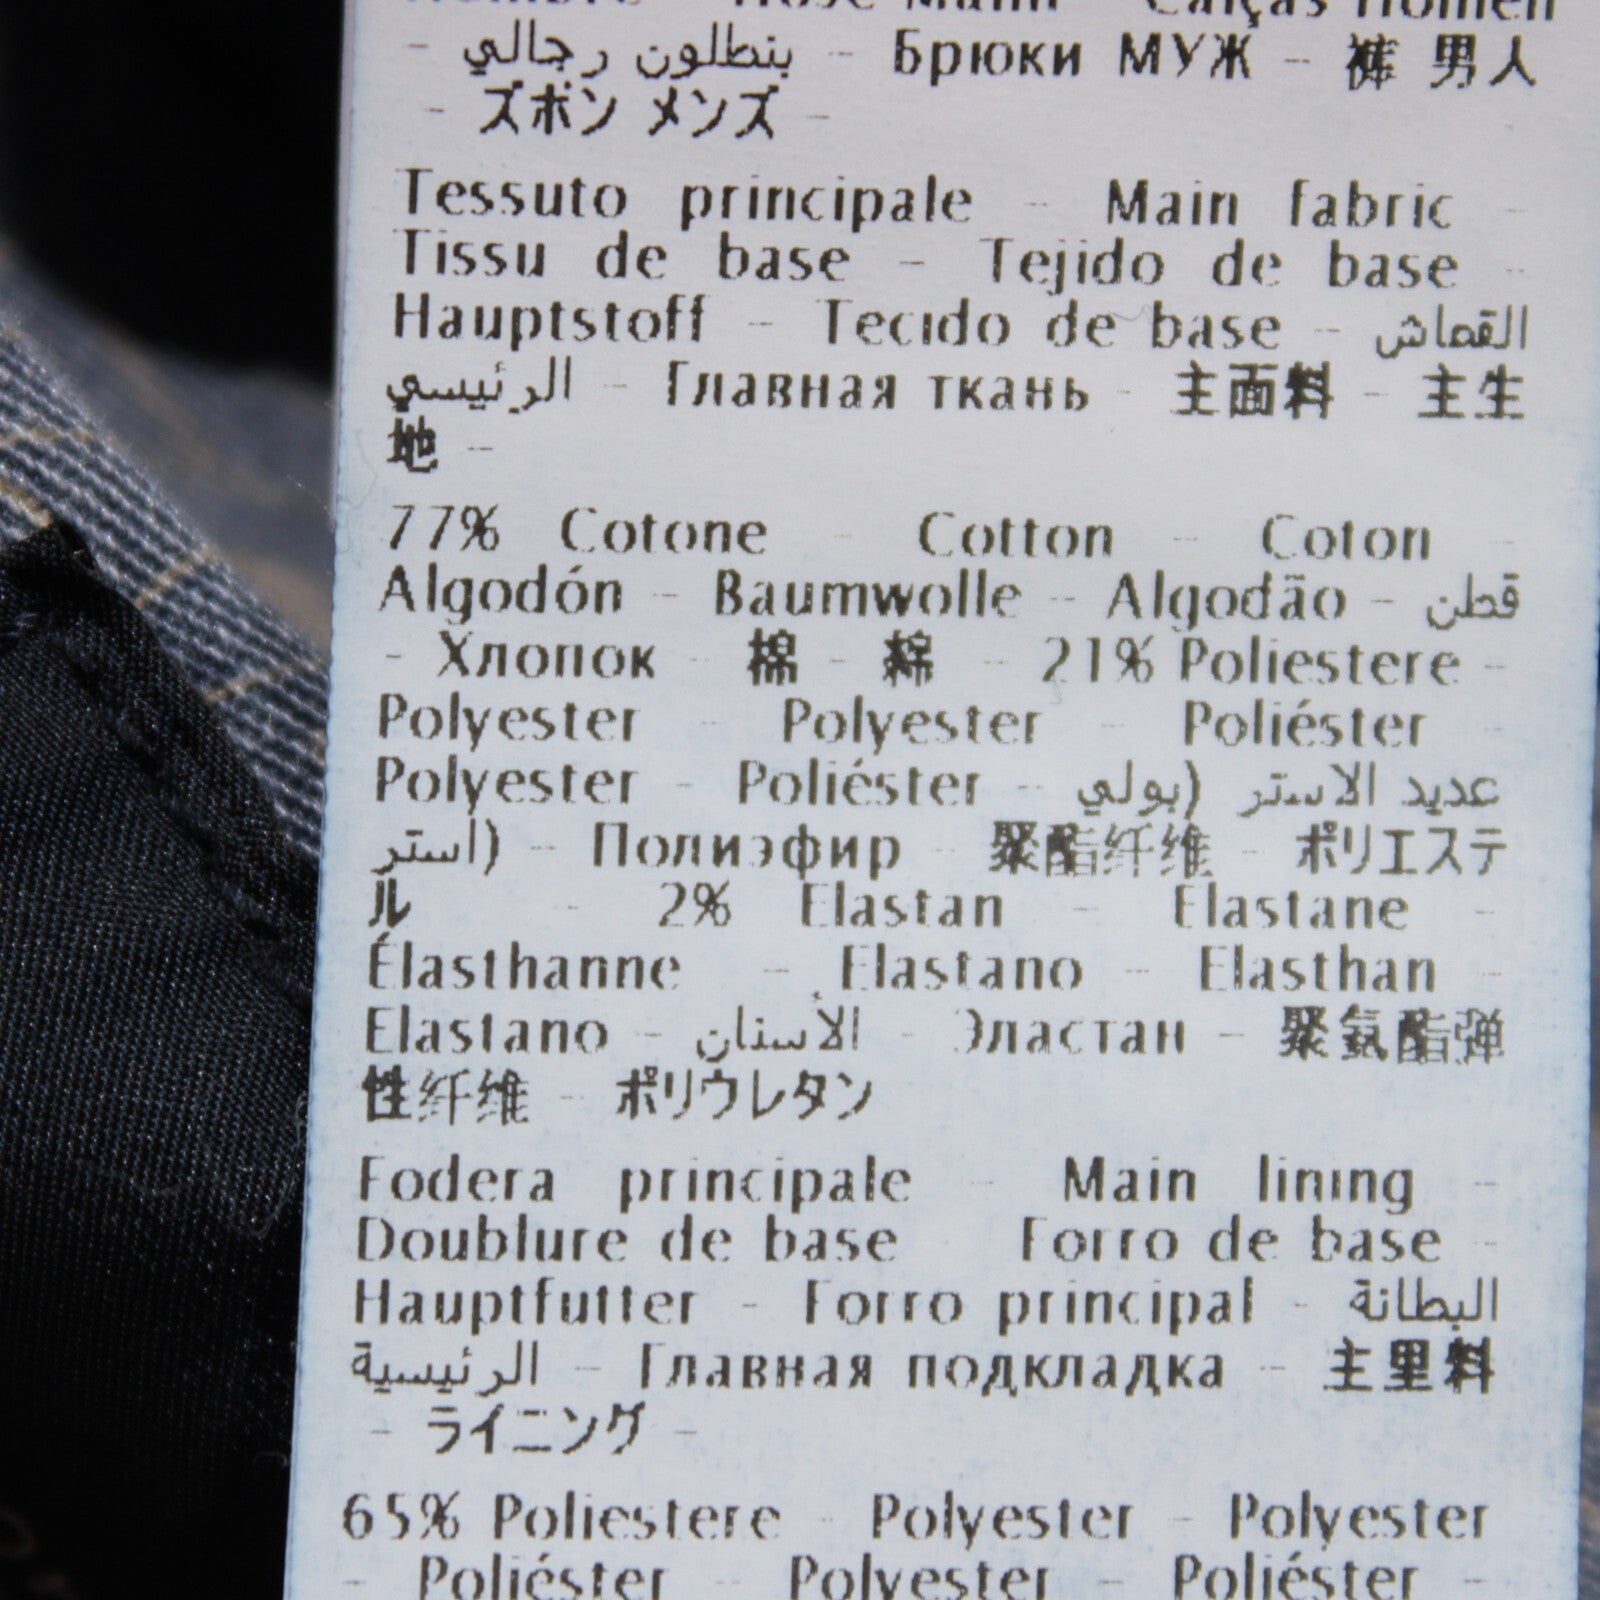 Hombre - Hose Mann - Calças Homem
- بنطلون رجالي - Брюки МУЖ - 裤 男人
- ズボン メンズ -
Tessuto principale - Main fabric -
Tissu de base - Tejido de base -
Hauptstoff - Tecido de base - القماش
الرئيسي - Главная ткань - 主面料 - 主生
地 -
77% Cotone - Cotton - Coton -
Algodón - Baumwolle - Algodão - قطن
- Хлопок - 棉 - 綿 - 21% Poliestere -
Polyester - Polyester - Poliéster -
Polyester - Poliéster - عديد الاستر (بولي
استر) - Полиэфир - 聚酯纤维 - ポリエステ
ル - 2% Elastan - Elastane -
Élasthanne - Elastano - Elasthan -
Elastano - الأستان - Эластан - 聚氨酯弹
性纤维 - ポリウレタン
Fodera principale - Main lining -
Doublure de base - Forro de base -
Hauptfutter - Forro principal - البطانة
الرئيسية - Главная подкладка - 主里料
- ライニング -
65% Poliestere - Polyester - Polyester
- Poliéster - Polyester - Poliéster -